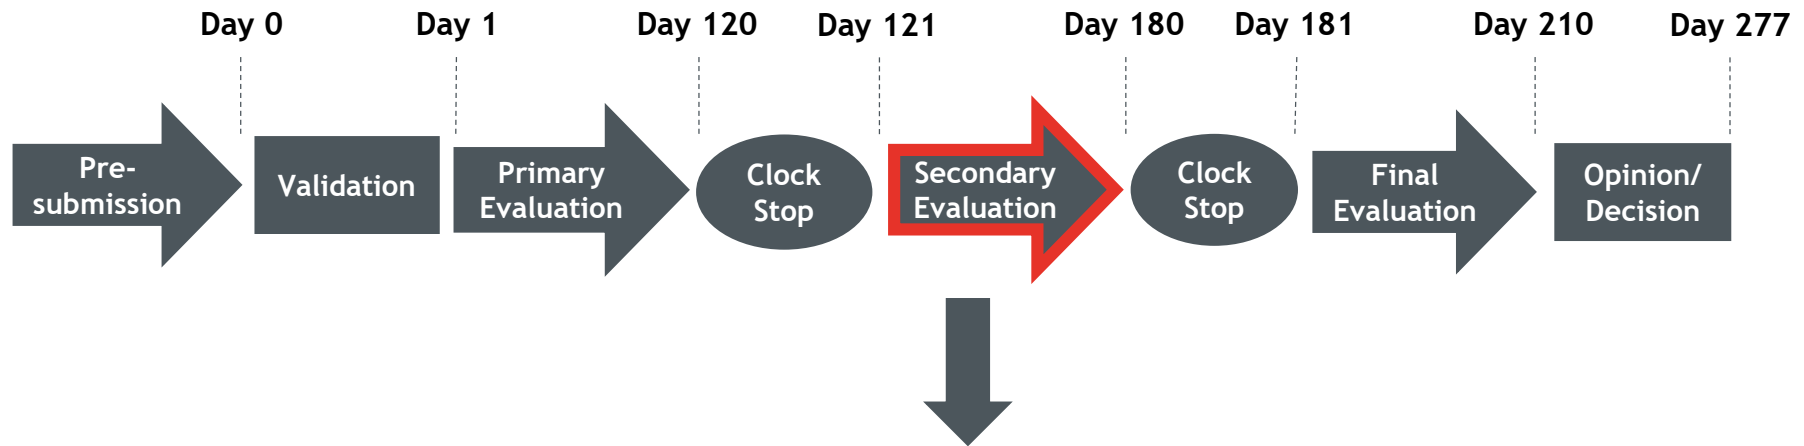 Day 0
Day 1
Day 120
Day 121
Day 180
Day 181
Day 210
Day 277
Pre-
submission
Validation
Primary
Evaluation
Clock
Stop
Secondary
Evaluation
Clock
Stop
Final
Evaluation
Opinion/
Decision